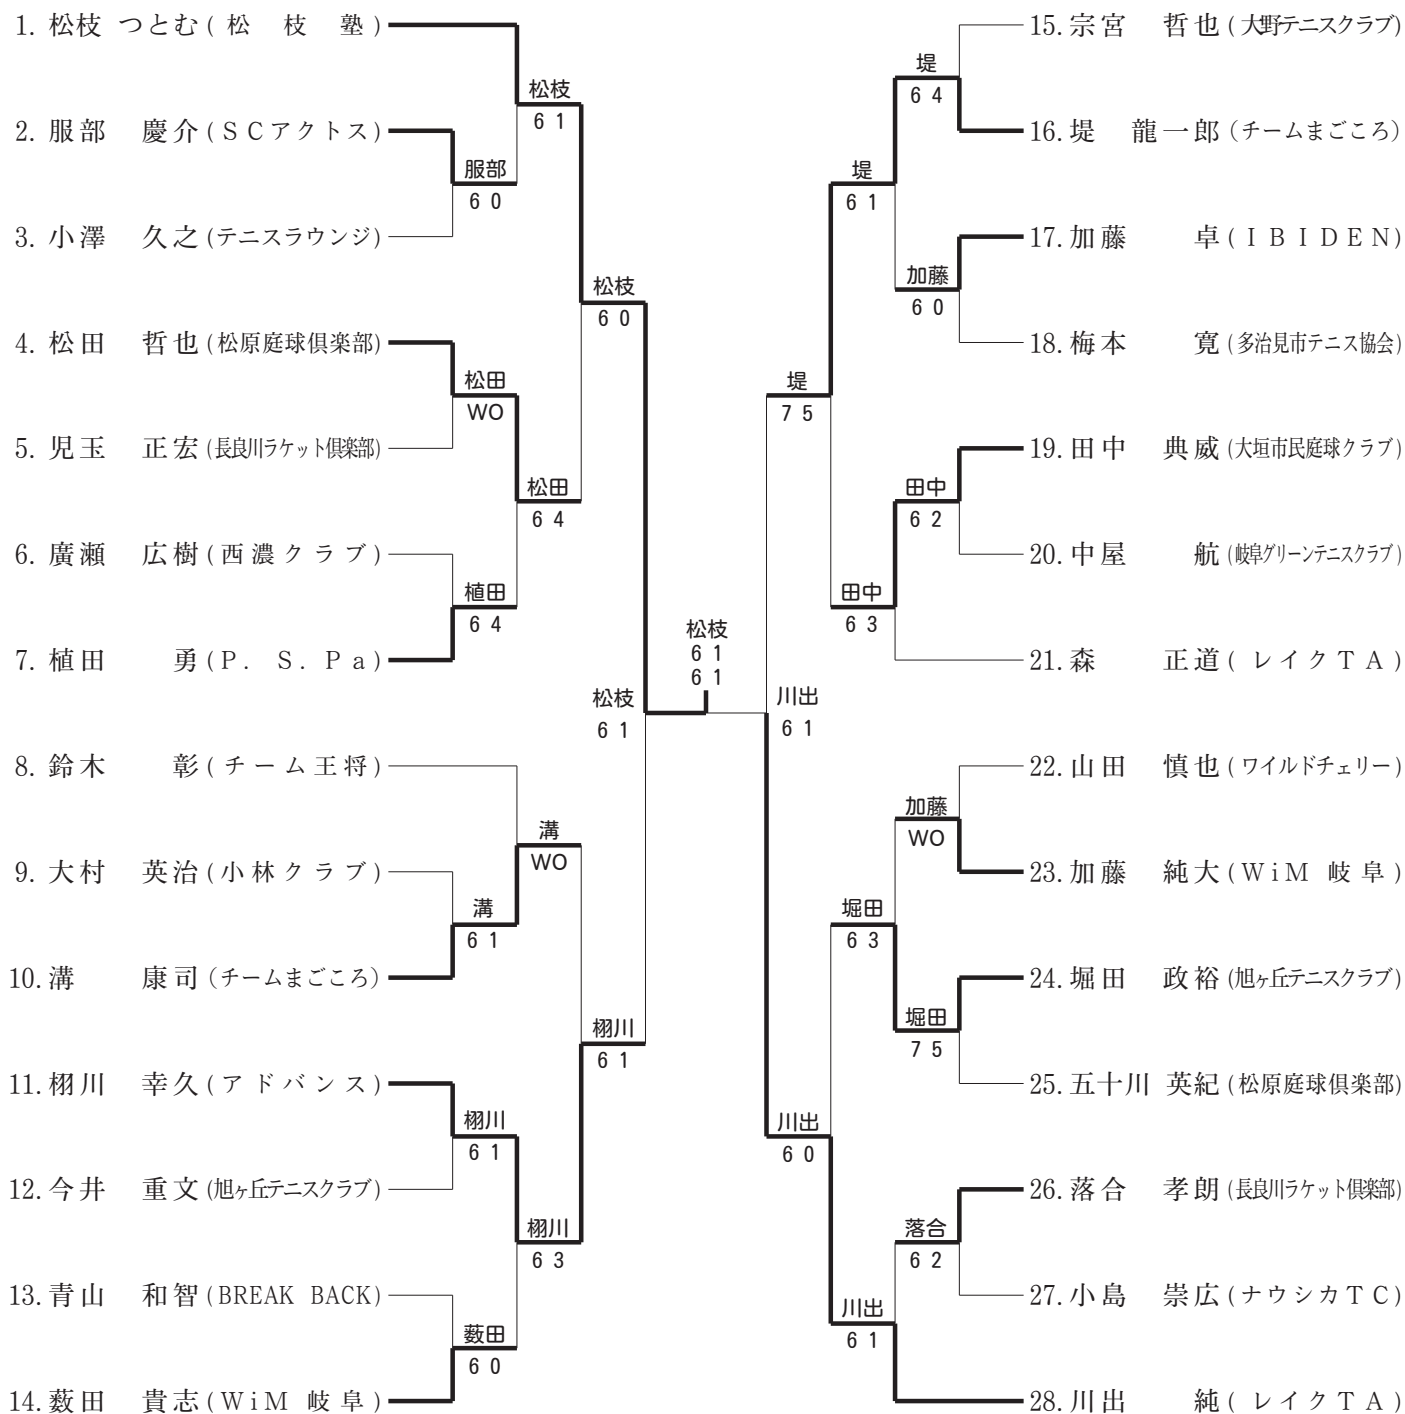 1. 松枝 つとむ ( 松 枝 塾 )
2. 服部 慶介 (SCアクトス)
3. 小澤 久之 (テニスラウンジ)
4. 松田 哲也 (松原庭球倶楽部)
5. 児玉 正宏 (長良川ラケット倶楽部)
6. 廣瀬 広樹 (西濃クラブ)
7. 植田 勇 (P. S. Pa)
8. 鈴木 彰 (チーム王将)
9. 大村 英治 (小林クラブ)
10. 溝 康司 (チームまごころ)
11. 栩川 幸久 (アドバンス)
12. 今井 重文 (旭ヶ丘テニスクラブ)
13. 青山 和智 (BREAK BACK)
14. 薮田 貴志 (WiM 岐阜)
服部
6 0
松田
WO
植田
6 4
溝
6 1
栩川
6 1
薮田
6 0
松枝
6 1
松田
6 4
溝
WO
栩川
6 3
松枝
6 0
栩川
6 1
松枝
6 1
松枝
6 1
6 1
川出
6 1
堤
7 5
川出
6 0
堤
6 1
田中
6 3
堀田
6 3
川出
6 1
堤
6 4
加藤
6 0
田中
6 2
加藤
WO
堀田
7 5
落合
6 2
15. 宗宮 哲也 (大野テニスクラブ)
16. 堤 龍一郎 (チームまごころ)
17. 加藤 卓 (IBIDEN)
18. 梅本 寛 (多治見市テニス協会)
19. 田中 典威 (大垣市民庭球クラブ)
20. 中屋 航 (岐阜グリーンテニスクラブ)
21. 森 正道 (レイクTA)
22. 山田 慎也 (ワイルドチェリー)
23. 加藤 純大 (WiM 岐阜)
24. 堀田 政裕 (旭ヶ丘テニスクラブ)
25. 五十川 英紀 (松原庭球倶楽部)
26. 落合 孝朗 (長良川ラケット倶楽部)
27. 小島 崇広 (ナウシカTC)
28. 川出 純 (レイクTA)